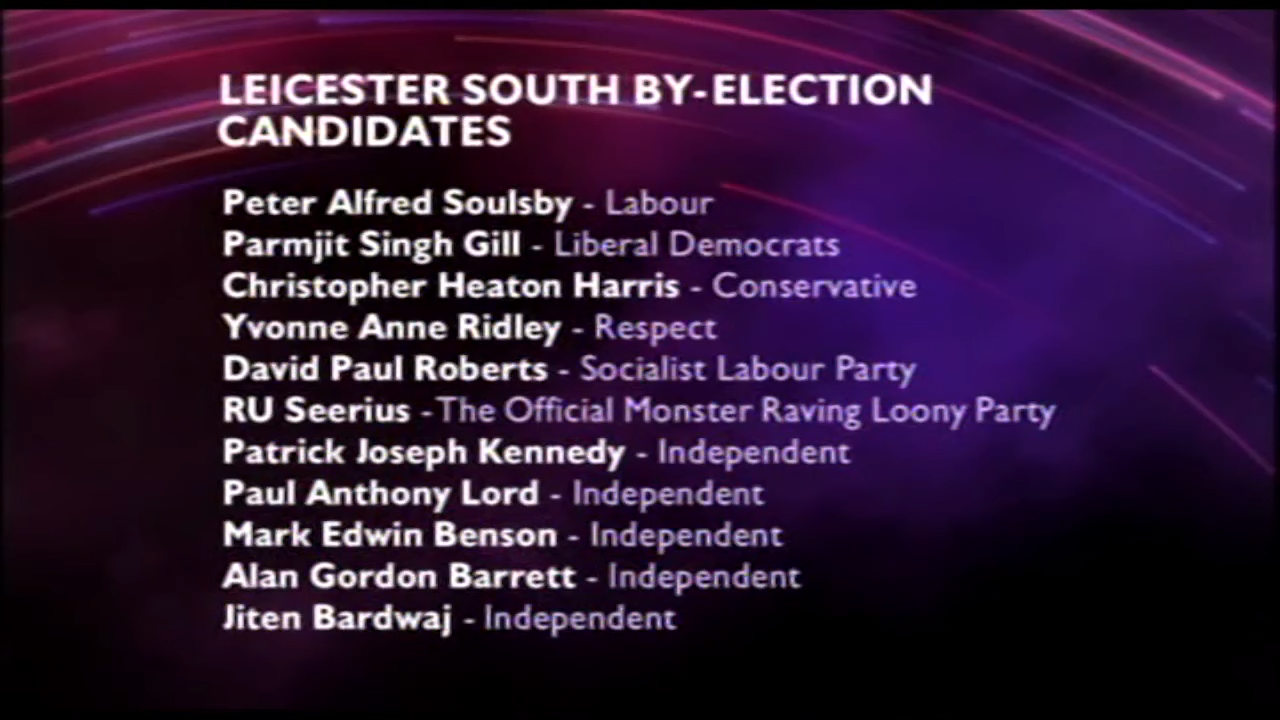 LEICESTER SOUTH BY-ELECTION
CANDIDATES
Peter Alfred Soulsby - Labour
Parmjit Singh Gill - Liberal Democrats
Christopher Heaton Harris - Conservative
Yvonne Anne Ridley - Respect
David Paul Roberts - Socialist Labour Party
RU Seerius -The Official Monster Raving Loony Party
Patrick Joseph Kennedy - Independent
Paul Anthony Lord - Independent
Mark Edwin Benson - Independent
Alan Gordon Barrett - Independent
Jiten Bardwaj - Independent